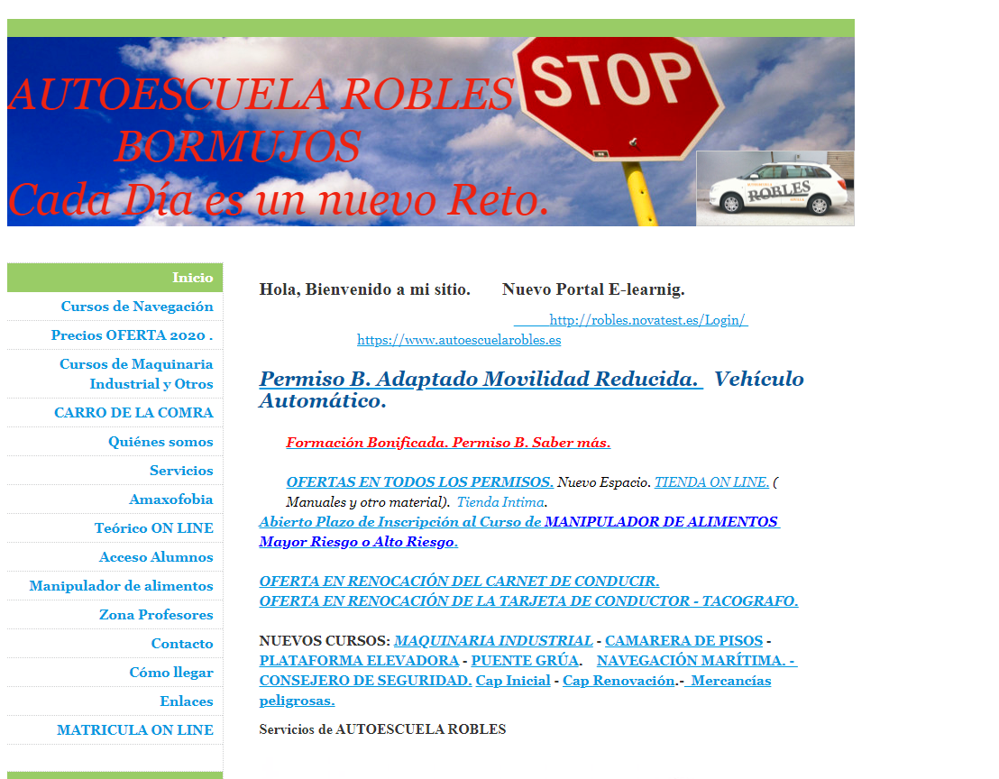 AUTOESCUELA ROBLES
BORMUJOS
Cada Día es un nuevo Reto.
STOP
ROBLES
Inicio
Cursos de Navegación
Precios OFERTA 2020 .
Cursos de Maquinaria
Industrial y Otros
CARRO DE LA COMRA
Quiénes somos
Servicios
Amaxofobia
Teórico ON LINE
Acceso Alumnos
Manipulador de alimentos
Zona Profesores
Contacto
Cómo llegar
Enlaces
MATRICULA ON LINE
Hola, Bienvenido a mi sitio. Nuevo Portal E-learnig.
http://robles.novatest.es/Login/
https://www.autoescuelarobles.es
Permiso B. Adaptado Movilidad Reducida. Vehículo
Automático.
Formación Bonificada. Permiso B. Saber más.
OFERTAS EN TODOS LOS PERMISOS. Nuevo Espacio. TIENDA ON LINE. (
Manuales y otro material). Tienda Intima.
Abierto Plazo de Inscripción al Curso de MANIPULADOR DE ALIMENTOS
Mayor Riesgo o Alto Riesgo.
OFERTA EN RENOCACIÓN DEL CARNET DE CONDUCIR.
OFERTA EN RENOCACIÓN DE LA TARJETA DE CONDUCTOR - TACOGRAFO.
NUEVOS CURSOS: MAQUINARIA INDUSTRIAL - CAMARERA DE PISOS -
PLATAFORMA ELEVADORA - PUENTE GRÚA. NAVEGACIÓN MARÍTIMA. -
CONSEJERO DE SEGURIDAD. Cap Inicial - Cap Renovación.- Mercancías
peligrosas.
Servicios de AUTOESCUELA ROBLES